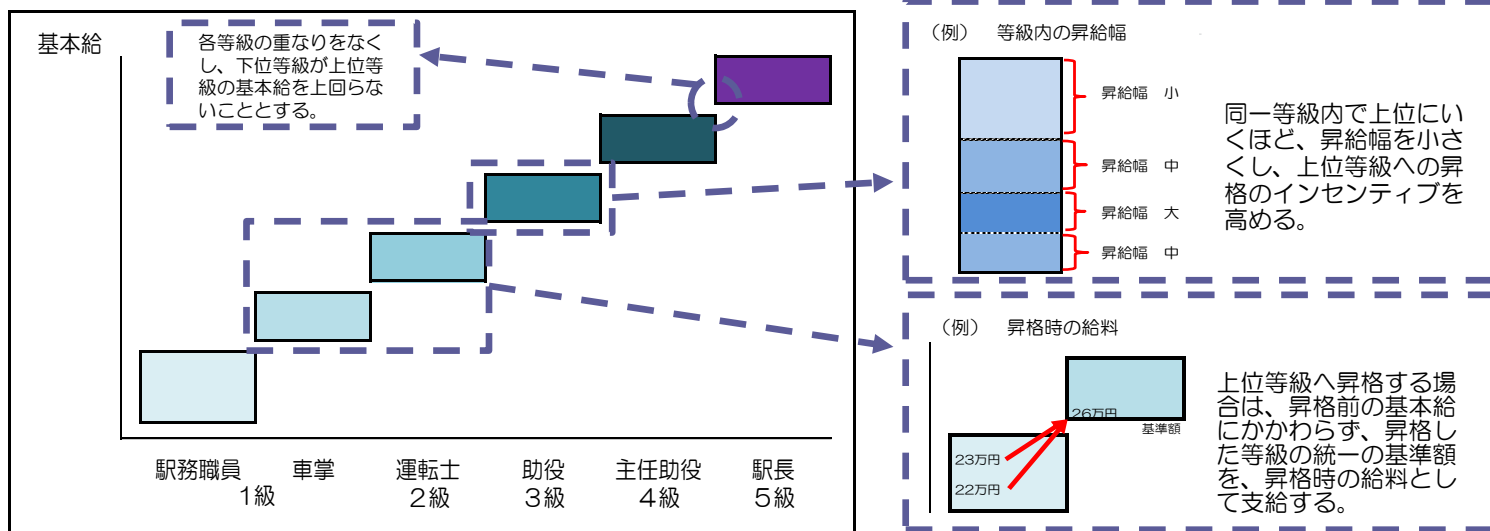 基本給
各等級の重なりをなく
し、下位等級が上位等
級の基本給を上回らな
いこととする。
駅務職員 車掌 運転士 助役 主任助役 駅長
1級 2級 3級 4級 5級
(例) 等級内の昇給幅
昇給幅 小
昇給幅 中
昇給幅 大
昇給幅 中
同一等級内で上位にい
くほど、昇給幅を小さ
くし、上位等級への昇
格のインセンティブを
高める。
(例) 昇格時の給料
26万円
基準額
23万円
22万円
上位等級へ昇格する場
合は、昇格前の基本給
にかかわらず、昇格し
た等級の統一の基準額
を、昇格時の給料とし
て支給する。